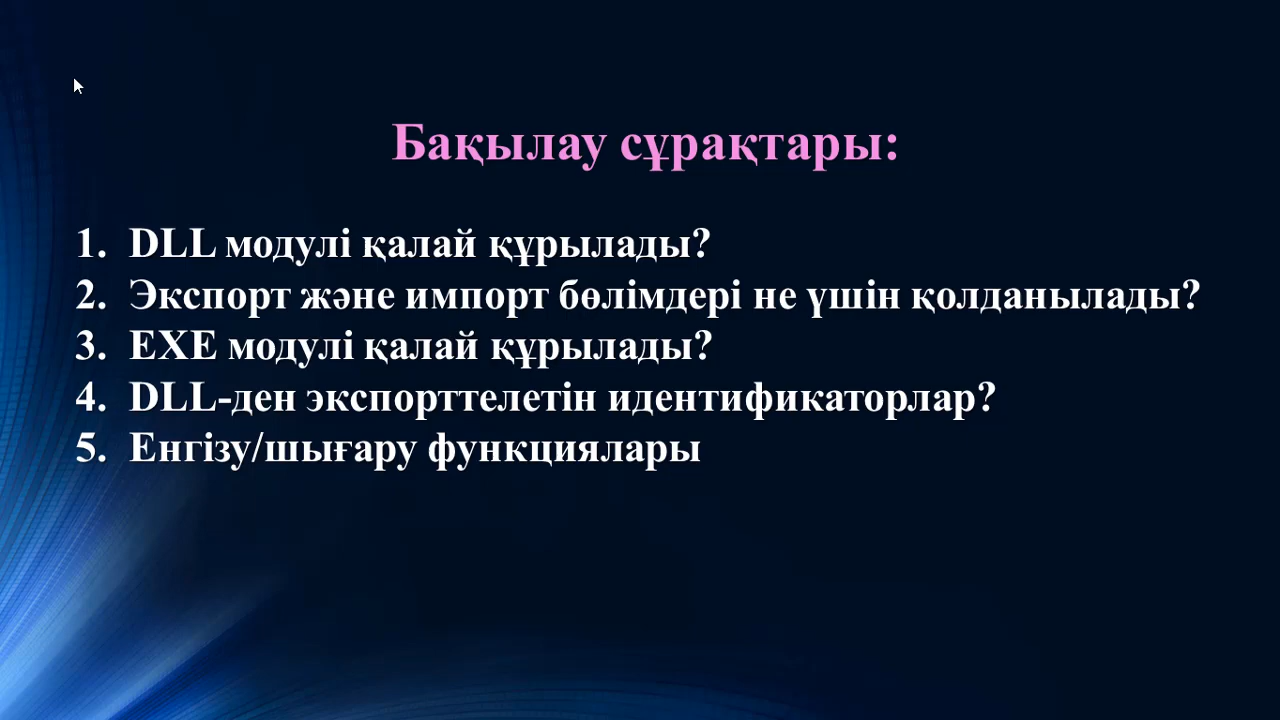 Бақылау сұрақтары:
1. DLL модулі қалай құрылады?
2. Экспорт және импорт бөлімдері не үшін қолданылады?
3. EXE модулі қалай құрылады?
4. DLL-ден экспорттелетін идентификаторлар?
5. Енгізу/шығару функциялары